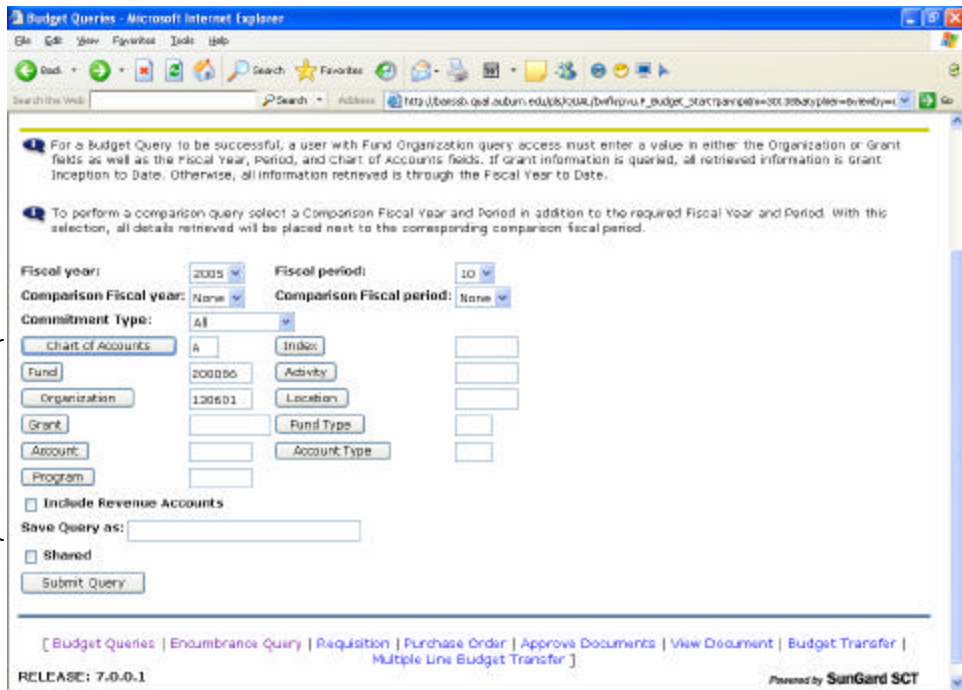 Budget Queries - Microsoft Internet Explorer
File Edit View Favorites Tools Help
Back Search Favorites
Search the Web Search Address Go
For a Budget Query to be successful, a user with Fund Organization query access must enter a value in either the Organization or Grant
fields as well as the Fiscal Year, Period, and Chart of Accounts fields. If Grant information is queried, all retrieved information is Grant
Inception to Date. Otherwise, all information retrieved is through the Fiscal Year to Date.
To perform a comparison query select a Comparison Fiscal Year and Period in addition to the required Fiscal Year and Period. With this
selection, all details retrieved will be placed next to the corresponding comparison fiscal period.
Fiscal year: 2005 Fiscal period: 10
Comparison Fiscal year: None Comparison Fiscal period: None
Commitment Type: All
Chart of Accounts A Index
Fund 200086 Activity
Organization 130601 Location
Grant Fund Type
Account Account Type
Program
Include Revenue Accounts
Save Query as:
Shared
Submit Query
[ Budget Queries | Encumbrance Query | Requisition | Purchase Order | Approve Documents | View Document | Budget Transfer |
Multiple Line Budget Transfer ]
RELEASE: 7.0.0.1 Powered by SunGard SCT